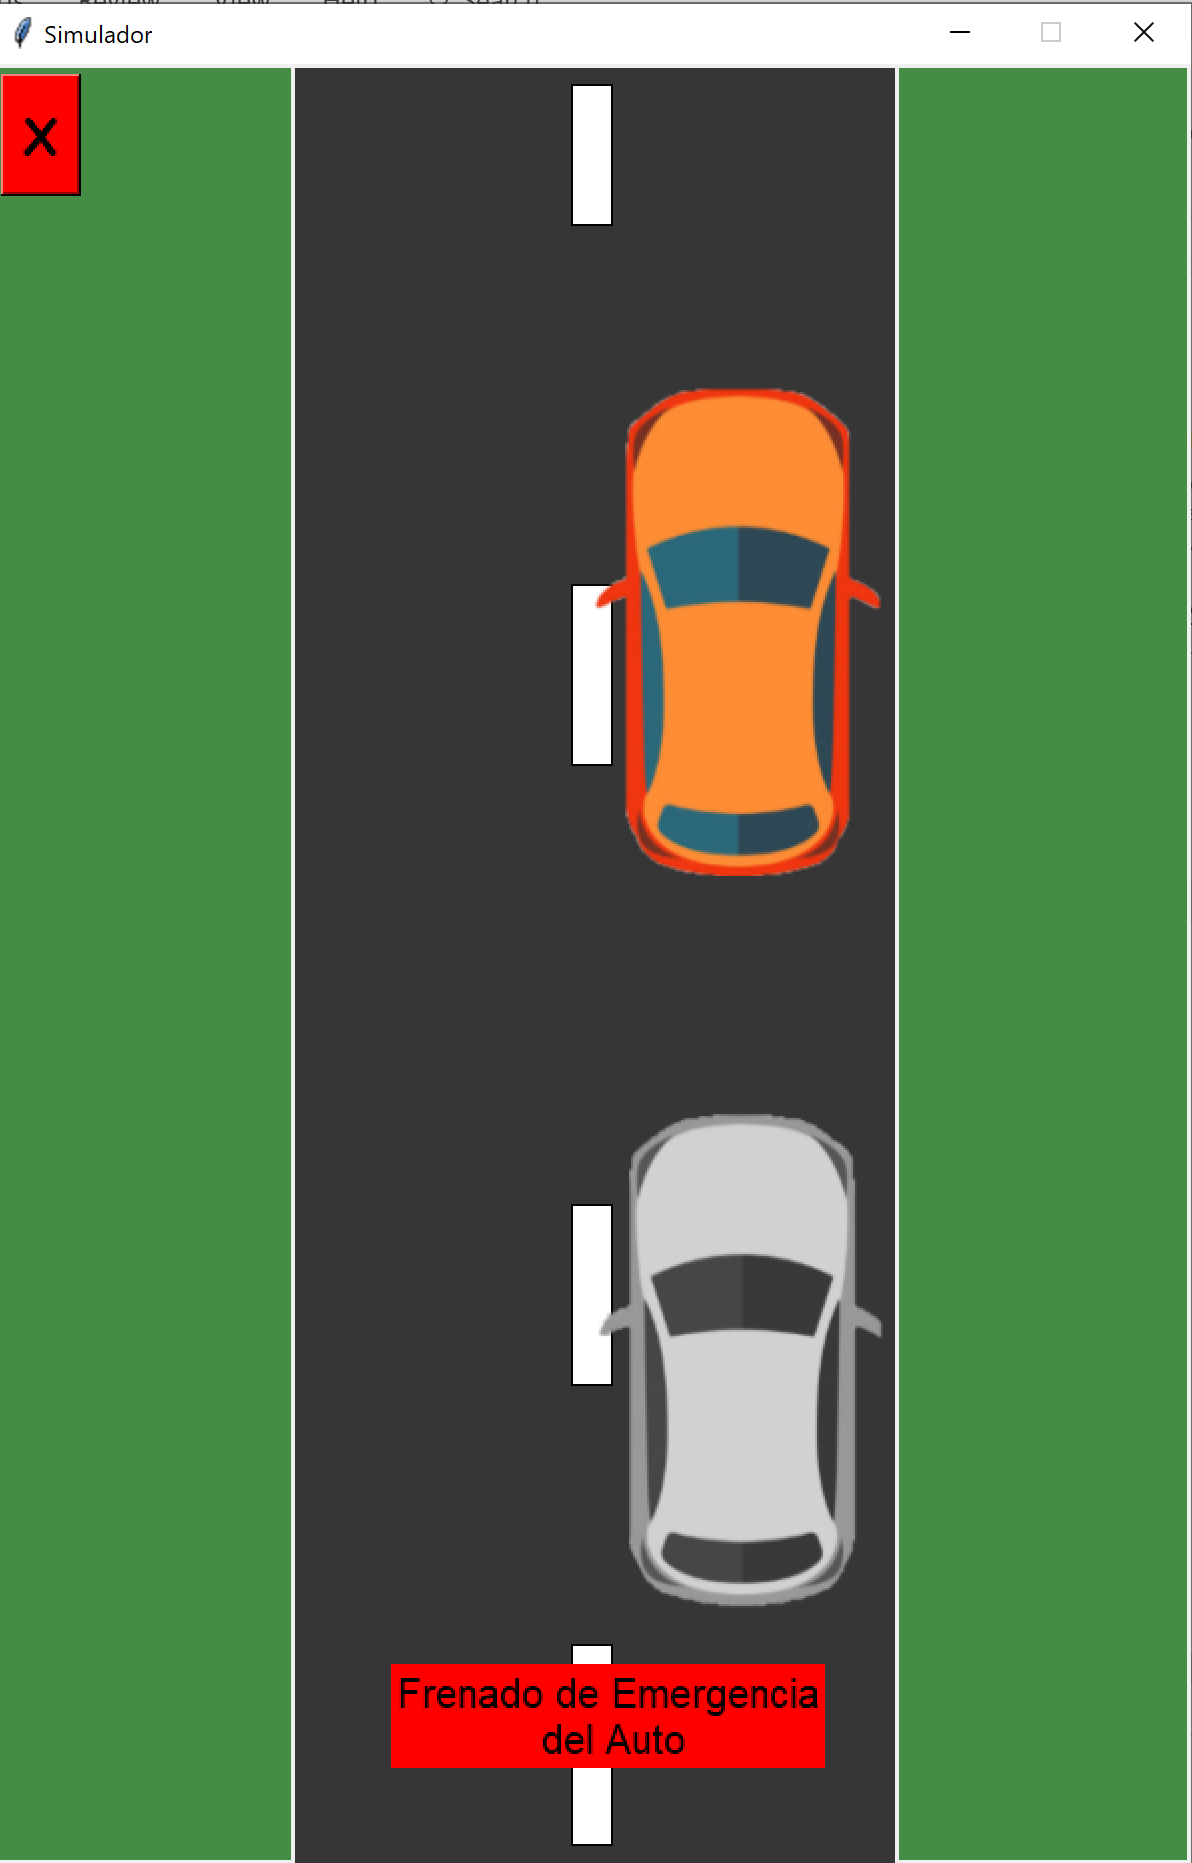 Simulador
X
Frenado de Emergencia
del Auto